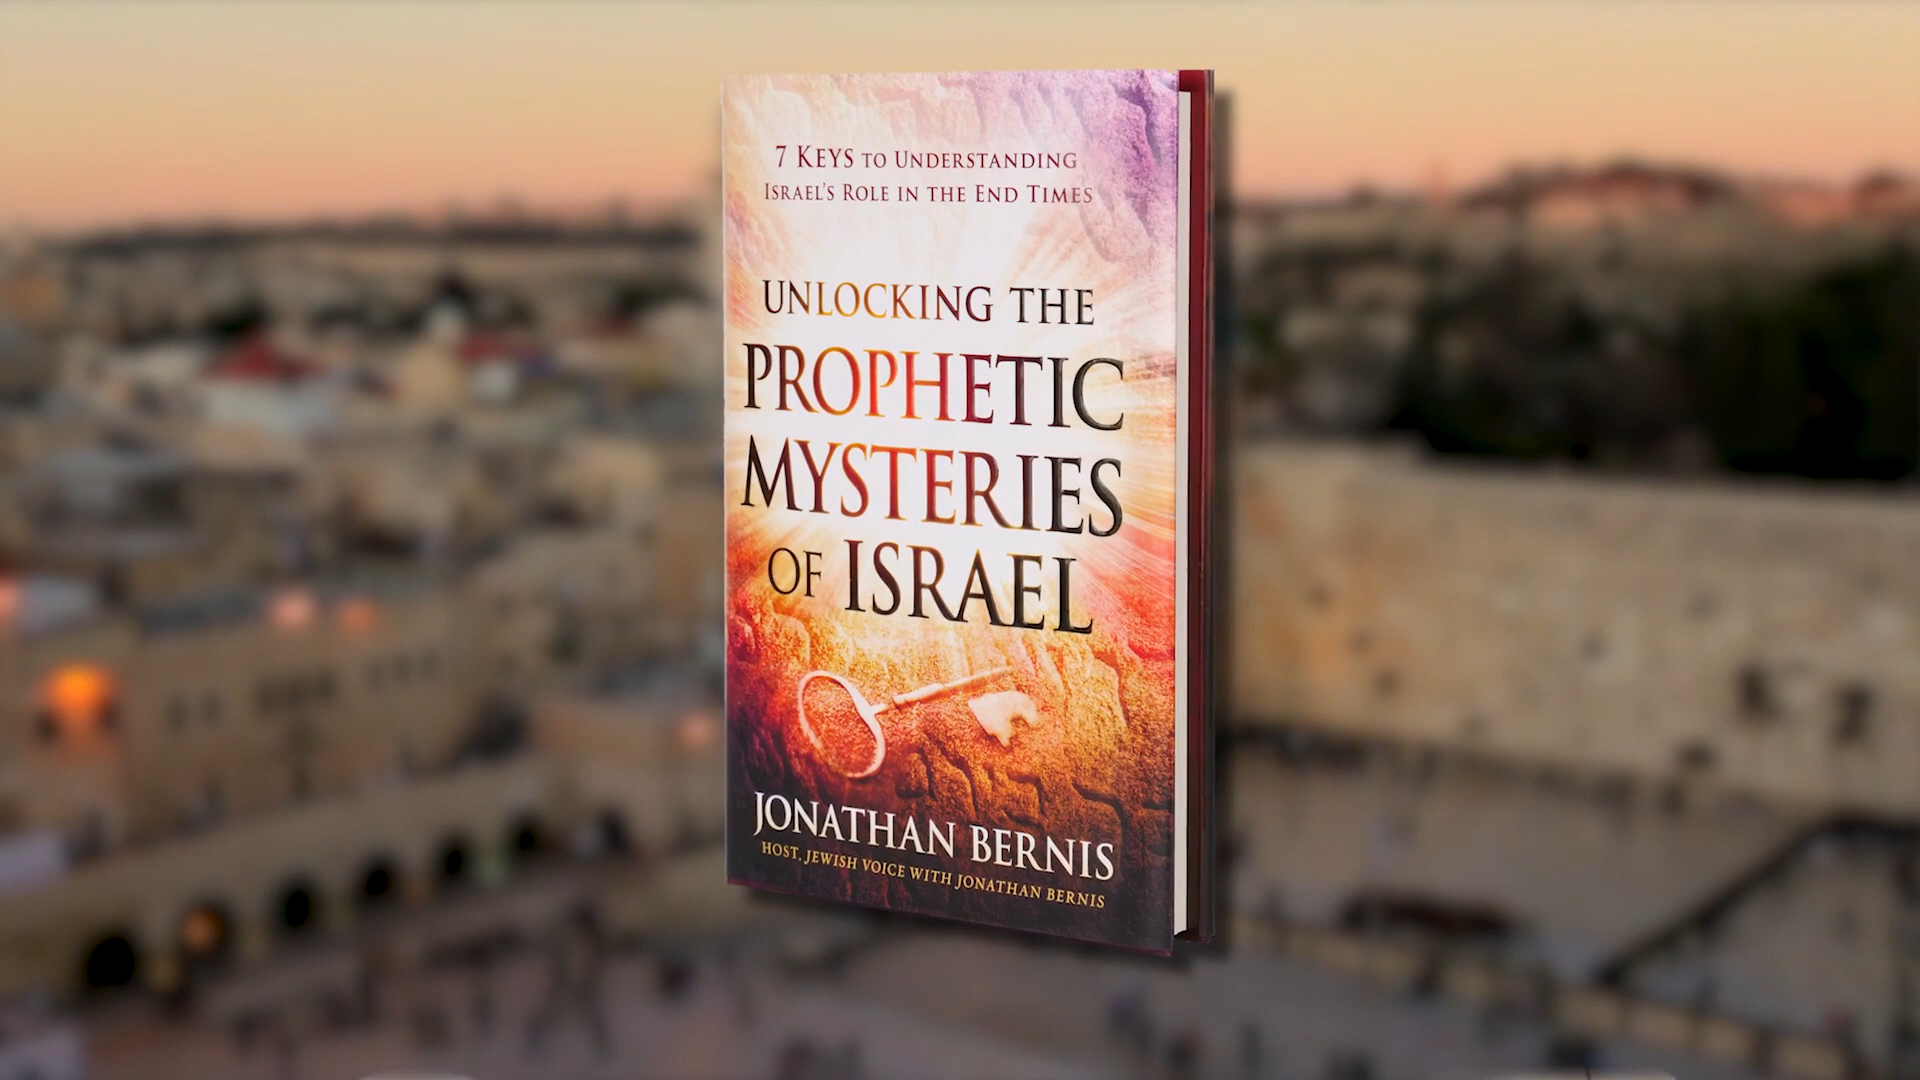 7 KEYS TO UNDERSTANDING
ISRAEL'S ROLE IN THE END TIMES
UNLOCKING THE
PROPHETIC
MYSTERIES
OF ISRAEL
JONATHAN BERNIS
HOST, JEWISH VOICE WITH JONATHAN BERNIS